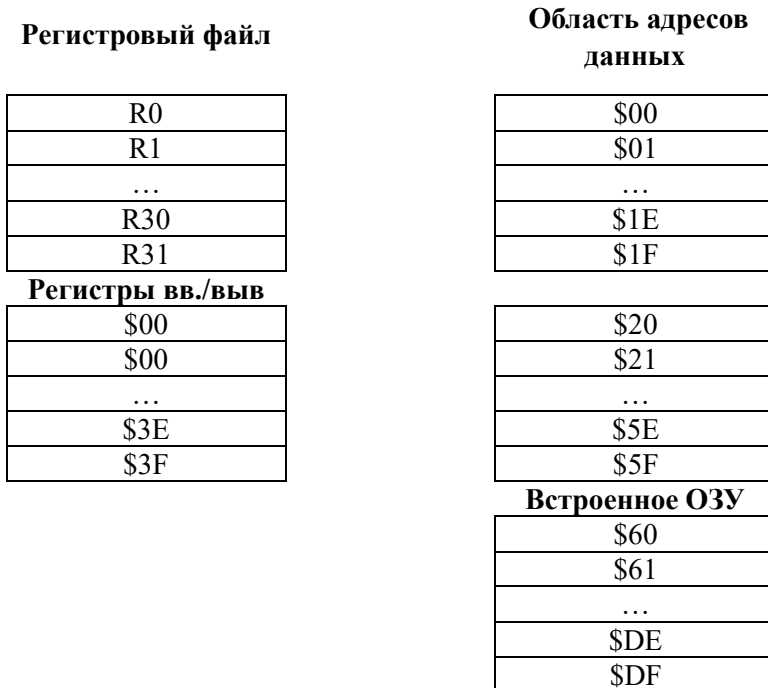 Регистровый файл
Область адресов
данных
R0
$00
R1
$01
…
…
R30
$1E
R31
$1F
Регистры вв./выв
$00
$20
$00
$21
…
…
$3E
$5E
$3F
$5F
Встроенное ОЗУ
$60
$61
…
$DE
$DF